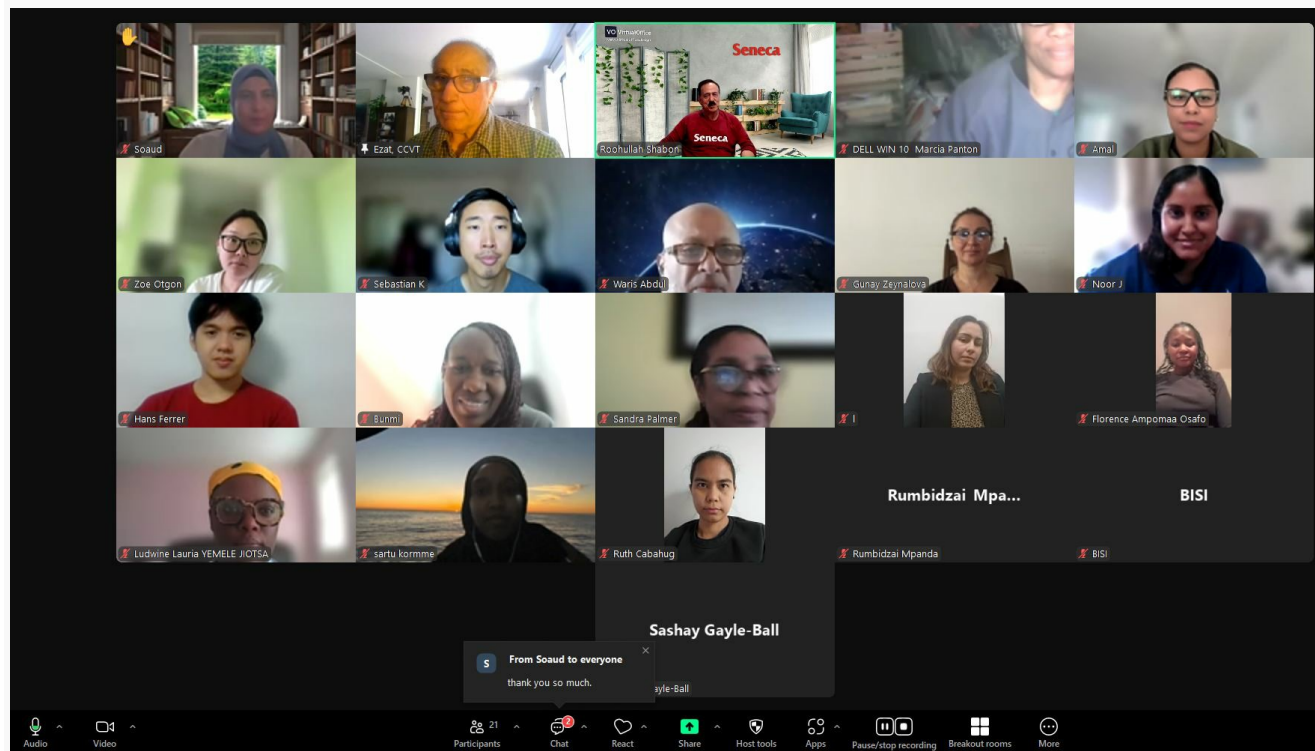 VO VirtualOffice
Seneca
Seneca
Soaud
Ezat, CCVT
Roohullah Shabon
DELL WIN 10 Marcia Panton
Amal
Zoe Otgon
Sebastian K
Waris Abdul
Gunay Zeynalova
Noor J
Hans Ferrer
Bunmi
Sandra Palmer
I
Florence Ampomaa Osafo
Rumbidzai Mpa...
BISI
Ludwine Lauria YEMELE JIOTSA
sartu kormme
Ruth Cabahug
Rumbidzai Mpanda
BISI
Sashay Gayle-Ball
S
From Soaud to everyone
thank you so much.
ayle-Ball
21
2
Audio
Video
Participants
Chat
React
Share
Host tools
Apps
Pause/stop recording
Breakout rooms
More